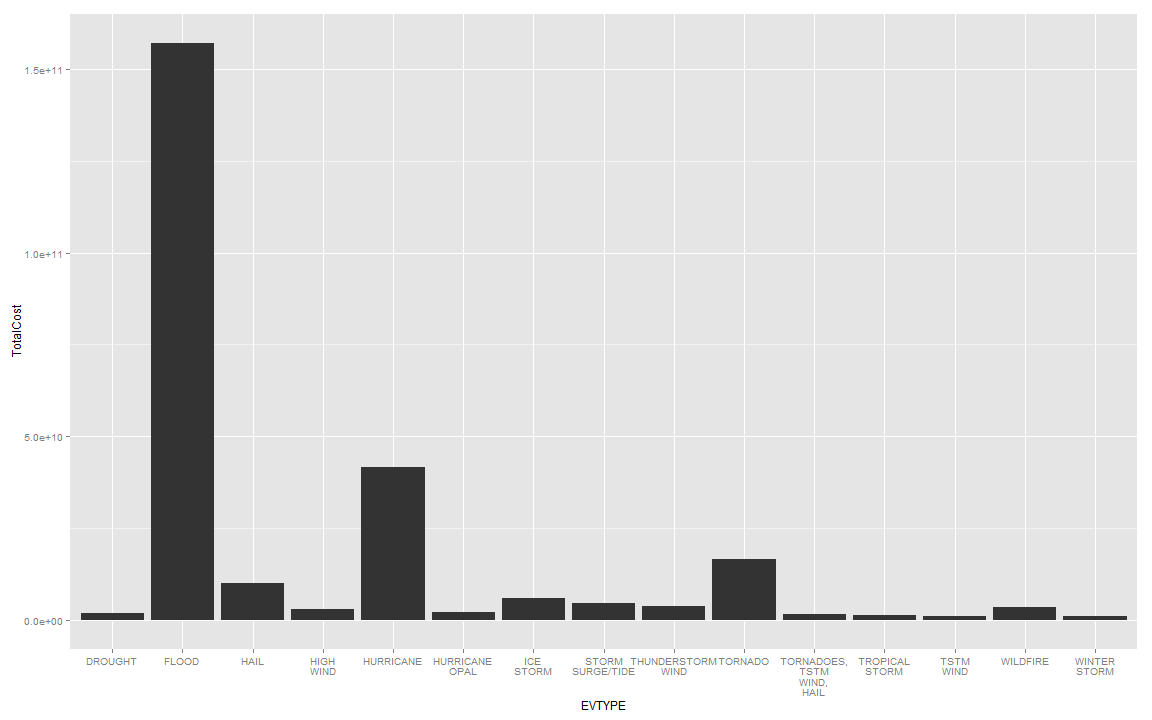 1.5e+11
1.0e+11
5.0e+10
0.0e+00
TotalCost
DROUGHT
FLOOD
HAIL
HIGH
WIND
HURRICANE
HURRICANE
OPAL
ICE
STORM
STORM
SURGE/TIDE
THUNDERSTORM
WIND
TORNADO
TORNADOES,
TSTM
WIND,
HAIL
TROPICAL
STORM
TSTM
WIND
WILDFIRE
WINTER
STORM
EVTYPE